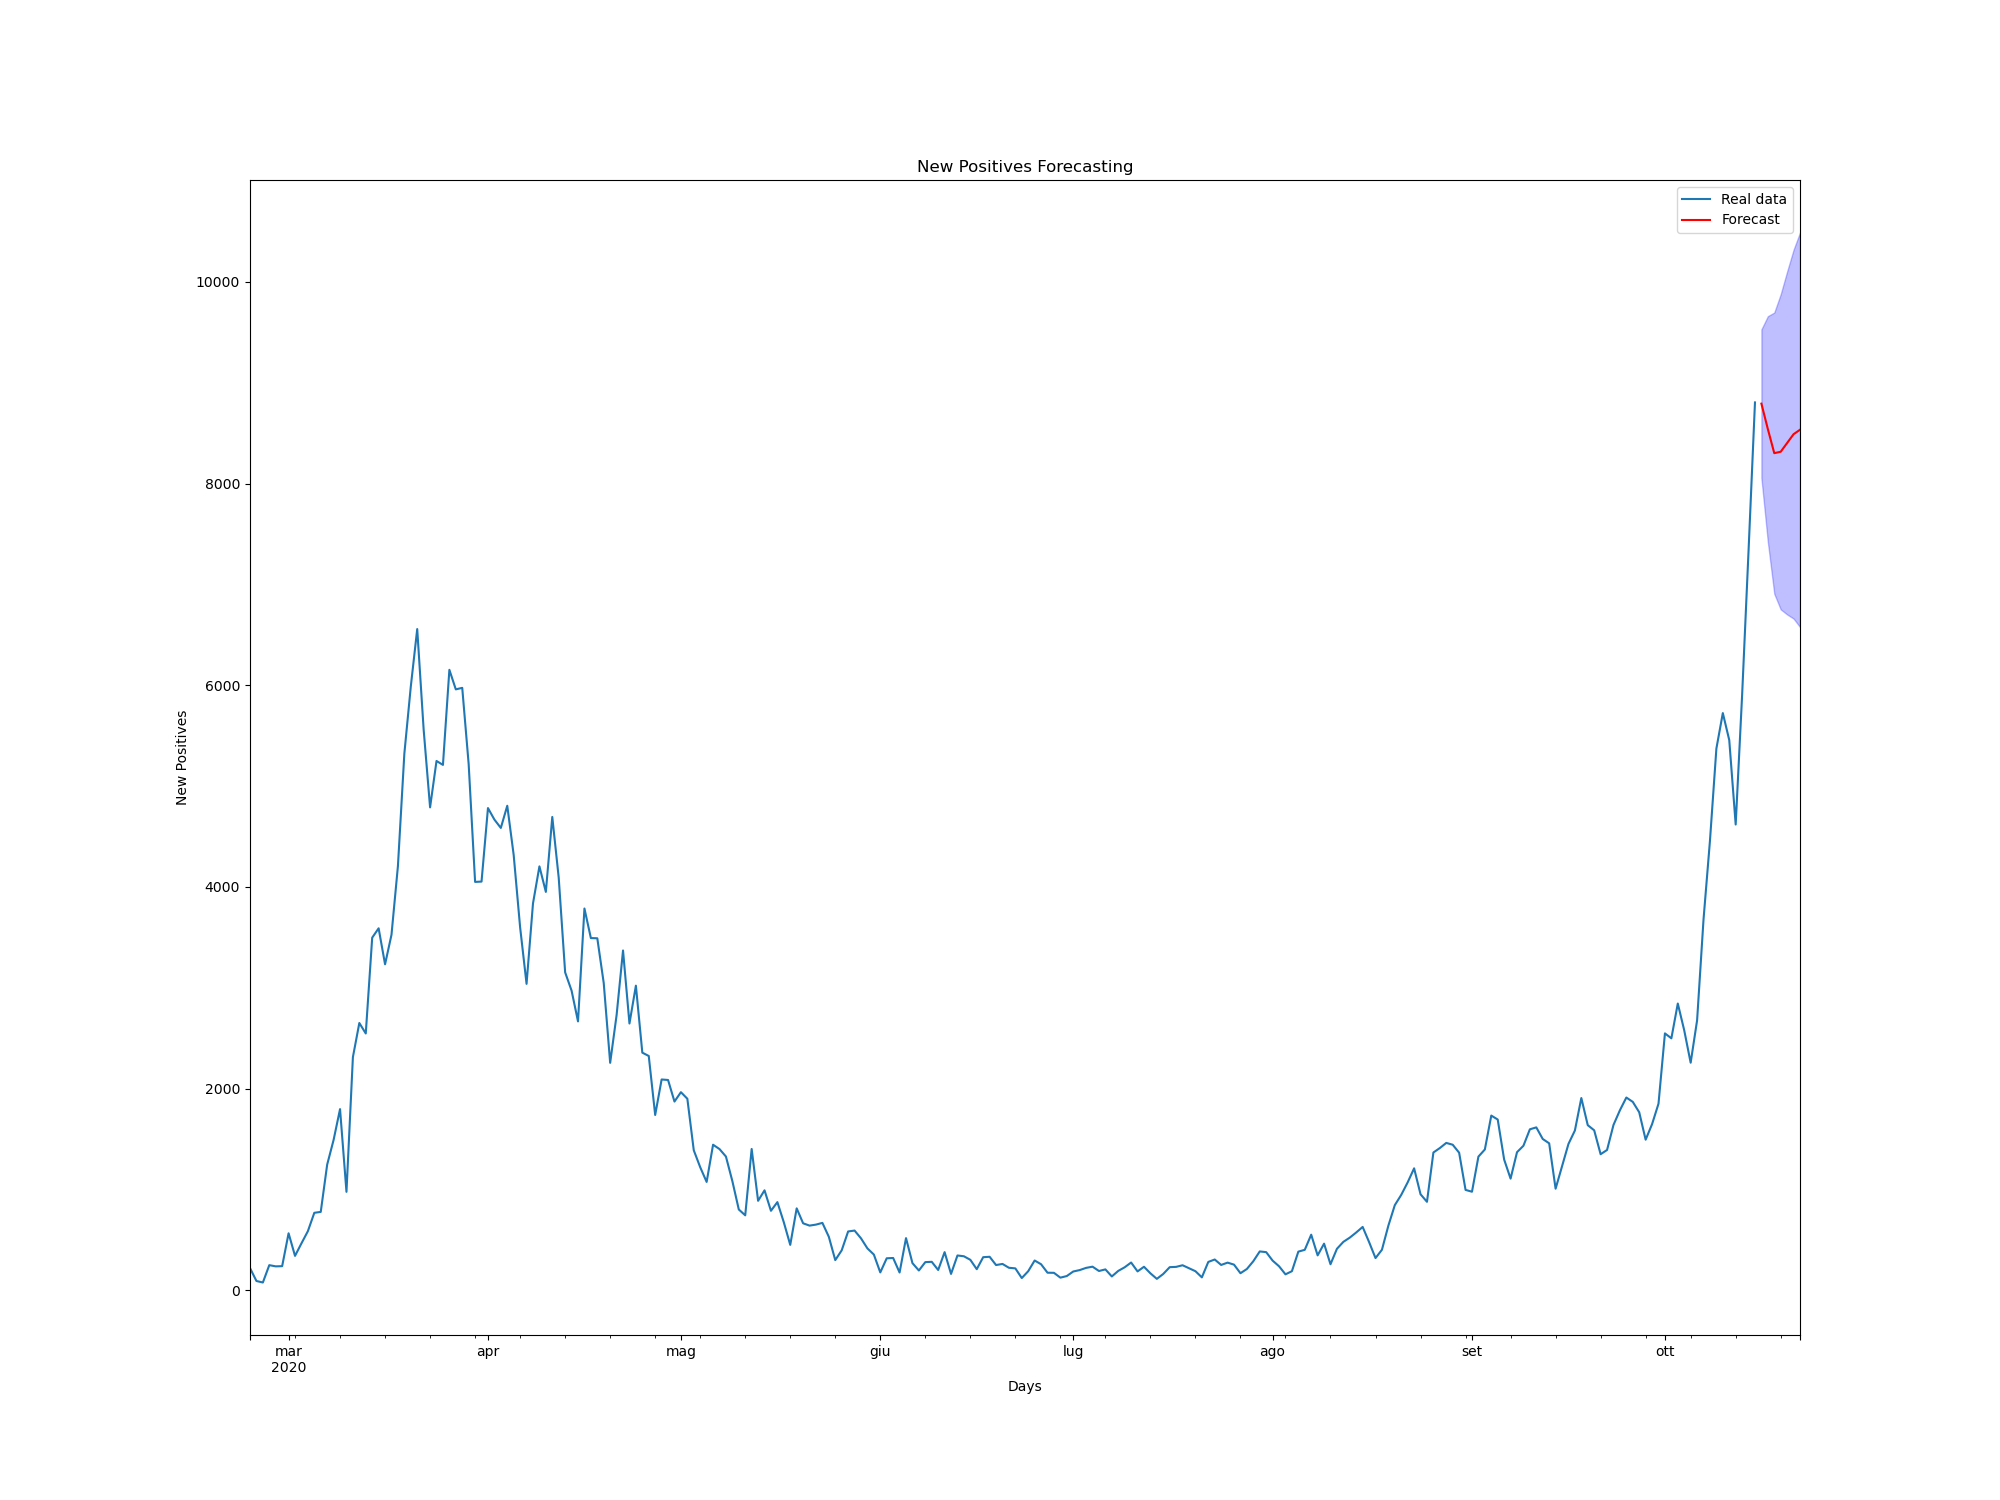 New Positives Forecasting
Real data
Forecast
10000
8000
6000
4000
2000
0
New Positives
mar apr mag giu lug ago set ott
2020
Days